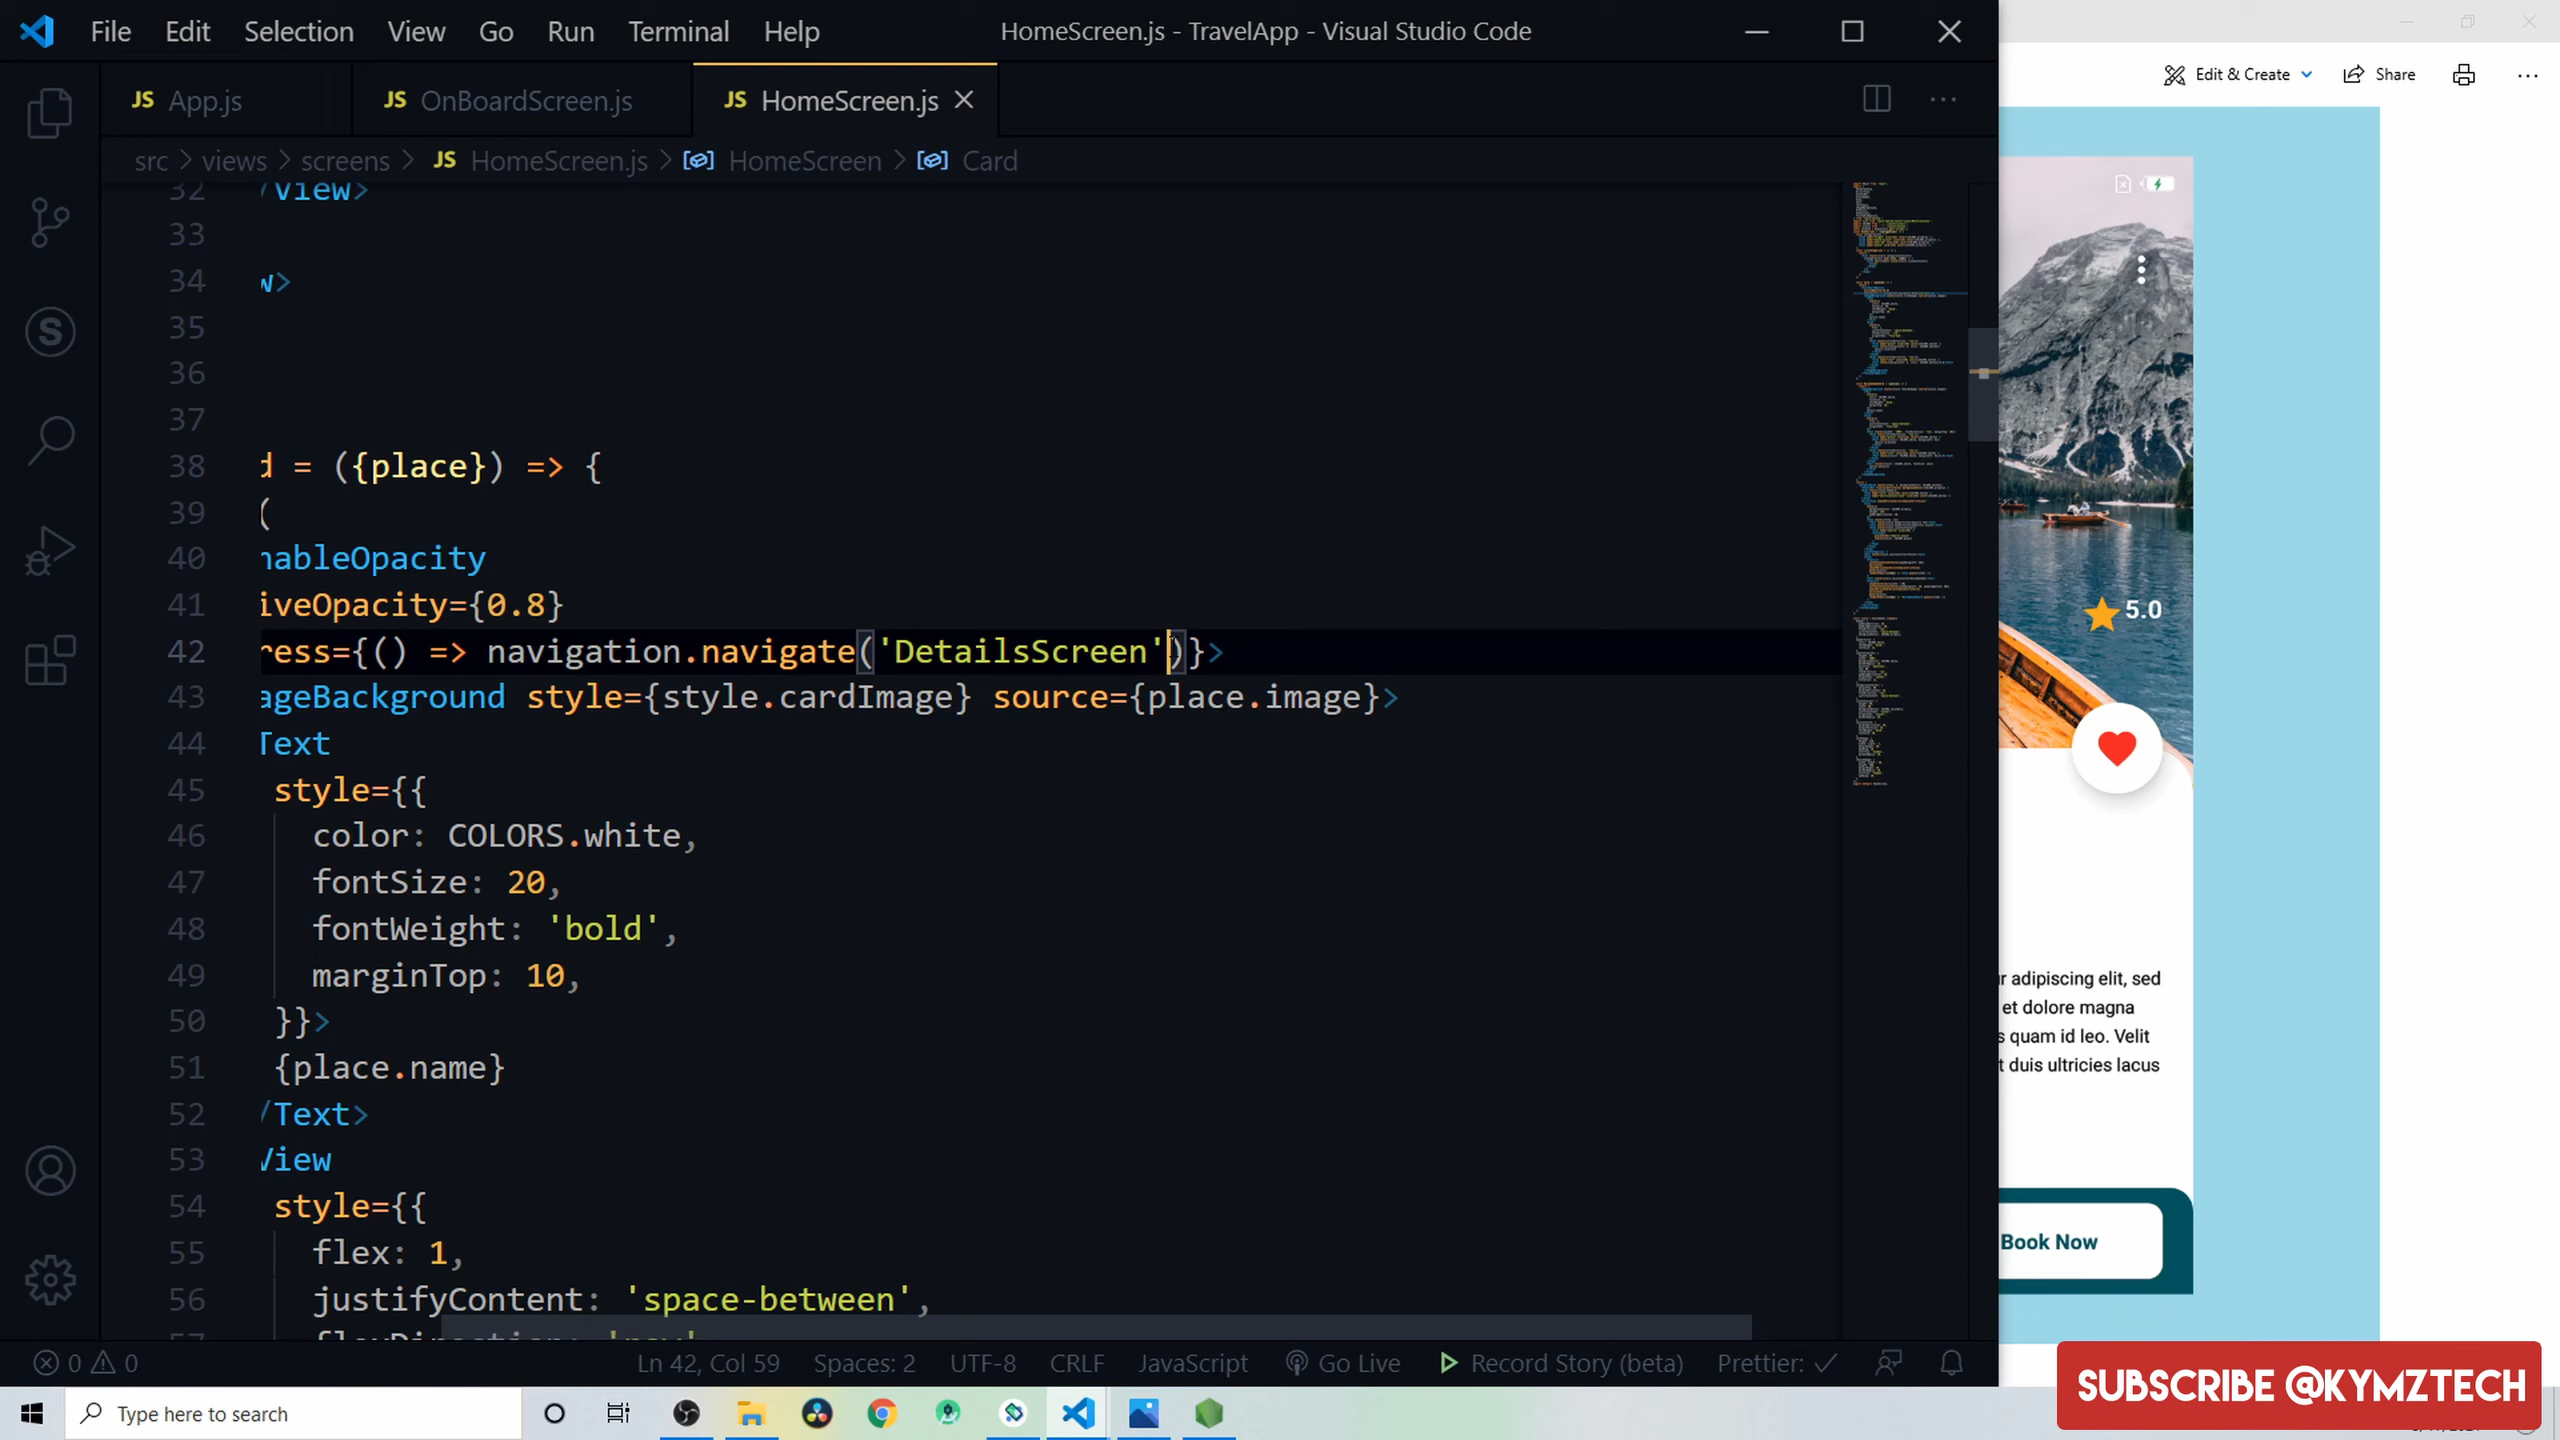 File Edit Selection View Go Run Terminal Help HomeScreen.js - TravelApp - Visual Studio Code
Edit & Create Share
JS App.js JS OnBoardScreen.js JS HomeScreen.js
src > views > screens > JS HomeScreen.js > HomeScreen > Card
32 /View>
33
34 w>
35
36
37
38 d = ({place}) => {
39 (
40 hableOpacity
41 iveOpacity={0.8}
42 ress={() => navigation.navigate('DetailsScreen')}>
43 ageBackground style={style.cardImage} source={place.image}>
44 Text
45 style={{
46 color: COLORS.white,
47 fontSize: 20,
48 fontWeight: 'bold',
49 marginTop: 10,
50 }}>
51 {place.name}
52 /Text>
53 View
54 style={{
55 flex: 1,
56 justifyContent: 'space-between',
57
5.0
r adipiscing elit, sed
et dolore magna
s quam id leo. Velit
t duis ultricies lacus
Book Now
0 0 Ln 42, Col 59 Spaces: 2 UTF-8 CRLF JavaScript Go Live Record Story (beta) Prettier:
SUBSCRIBE @KYMZTECH
Type here to search